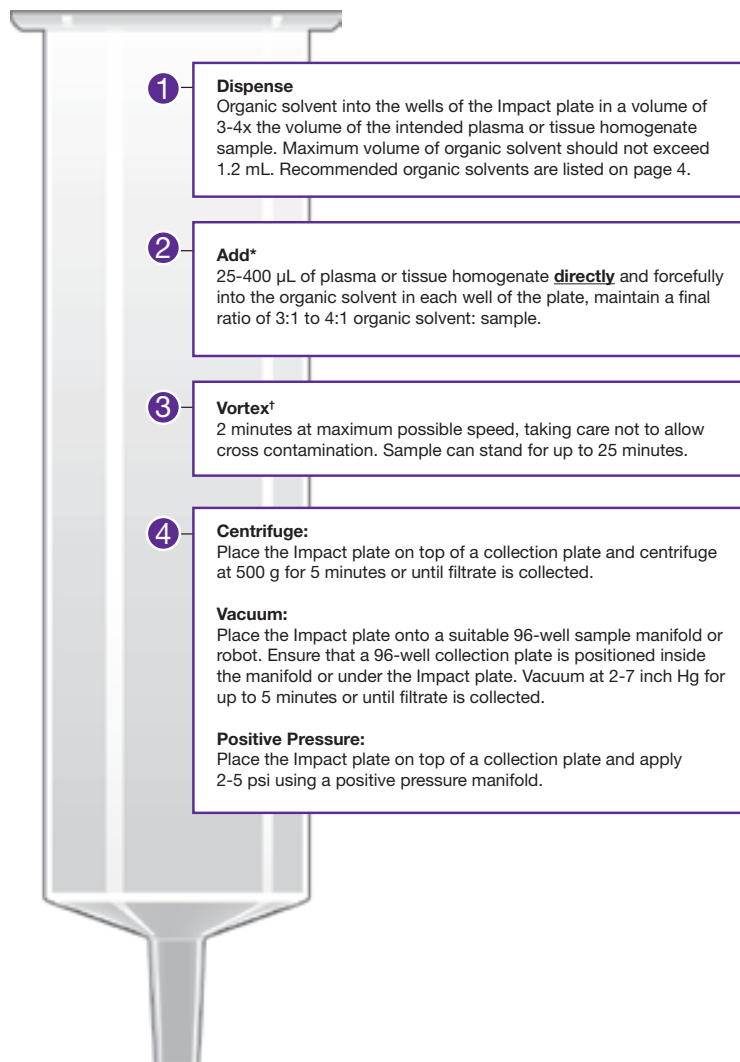 1
Dispense
Organic solvent into the wells of the Impact plate in a volume of
3-4x the volume of the intended plasma or tissue homogenate
sample. Maximum volume of organic solvent should not exceed
1.2 mL. Recommended organic solvents are listed on page 4.
2
Add*
25-400 µL of plasma or tissue homogenate directly and forcefully
into the organic solvent in each well of the plate, maintain a final
ratio of 3:1 to 4:1 organic solvent: sample.
3
Vortex†
2 minutes at maximum possible speed, taking care not to allow
cross contamination. Sample can stand for up to 25 minutes.
4
Centrifuge:
Place the Impact plate on top of a collection plate and centrifuge
at 500 g for 5 minutes or until filtrate is collected.
Vacuum:
Place the Impact plate onto a suitable 96-well sample manifold or
robot. Ensure that a 96-well collection plate is positioned inside
the manifold or under the Impact plate. Vacuum at 2-7 inch Hg for
up to 5 minutes or until filtrate is collected.
Positive Pressure:
Place the Impact plate on top of a collection plate and apply
2-5 psi using a positive pressure manifold.